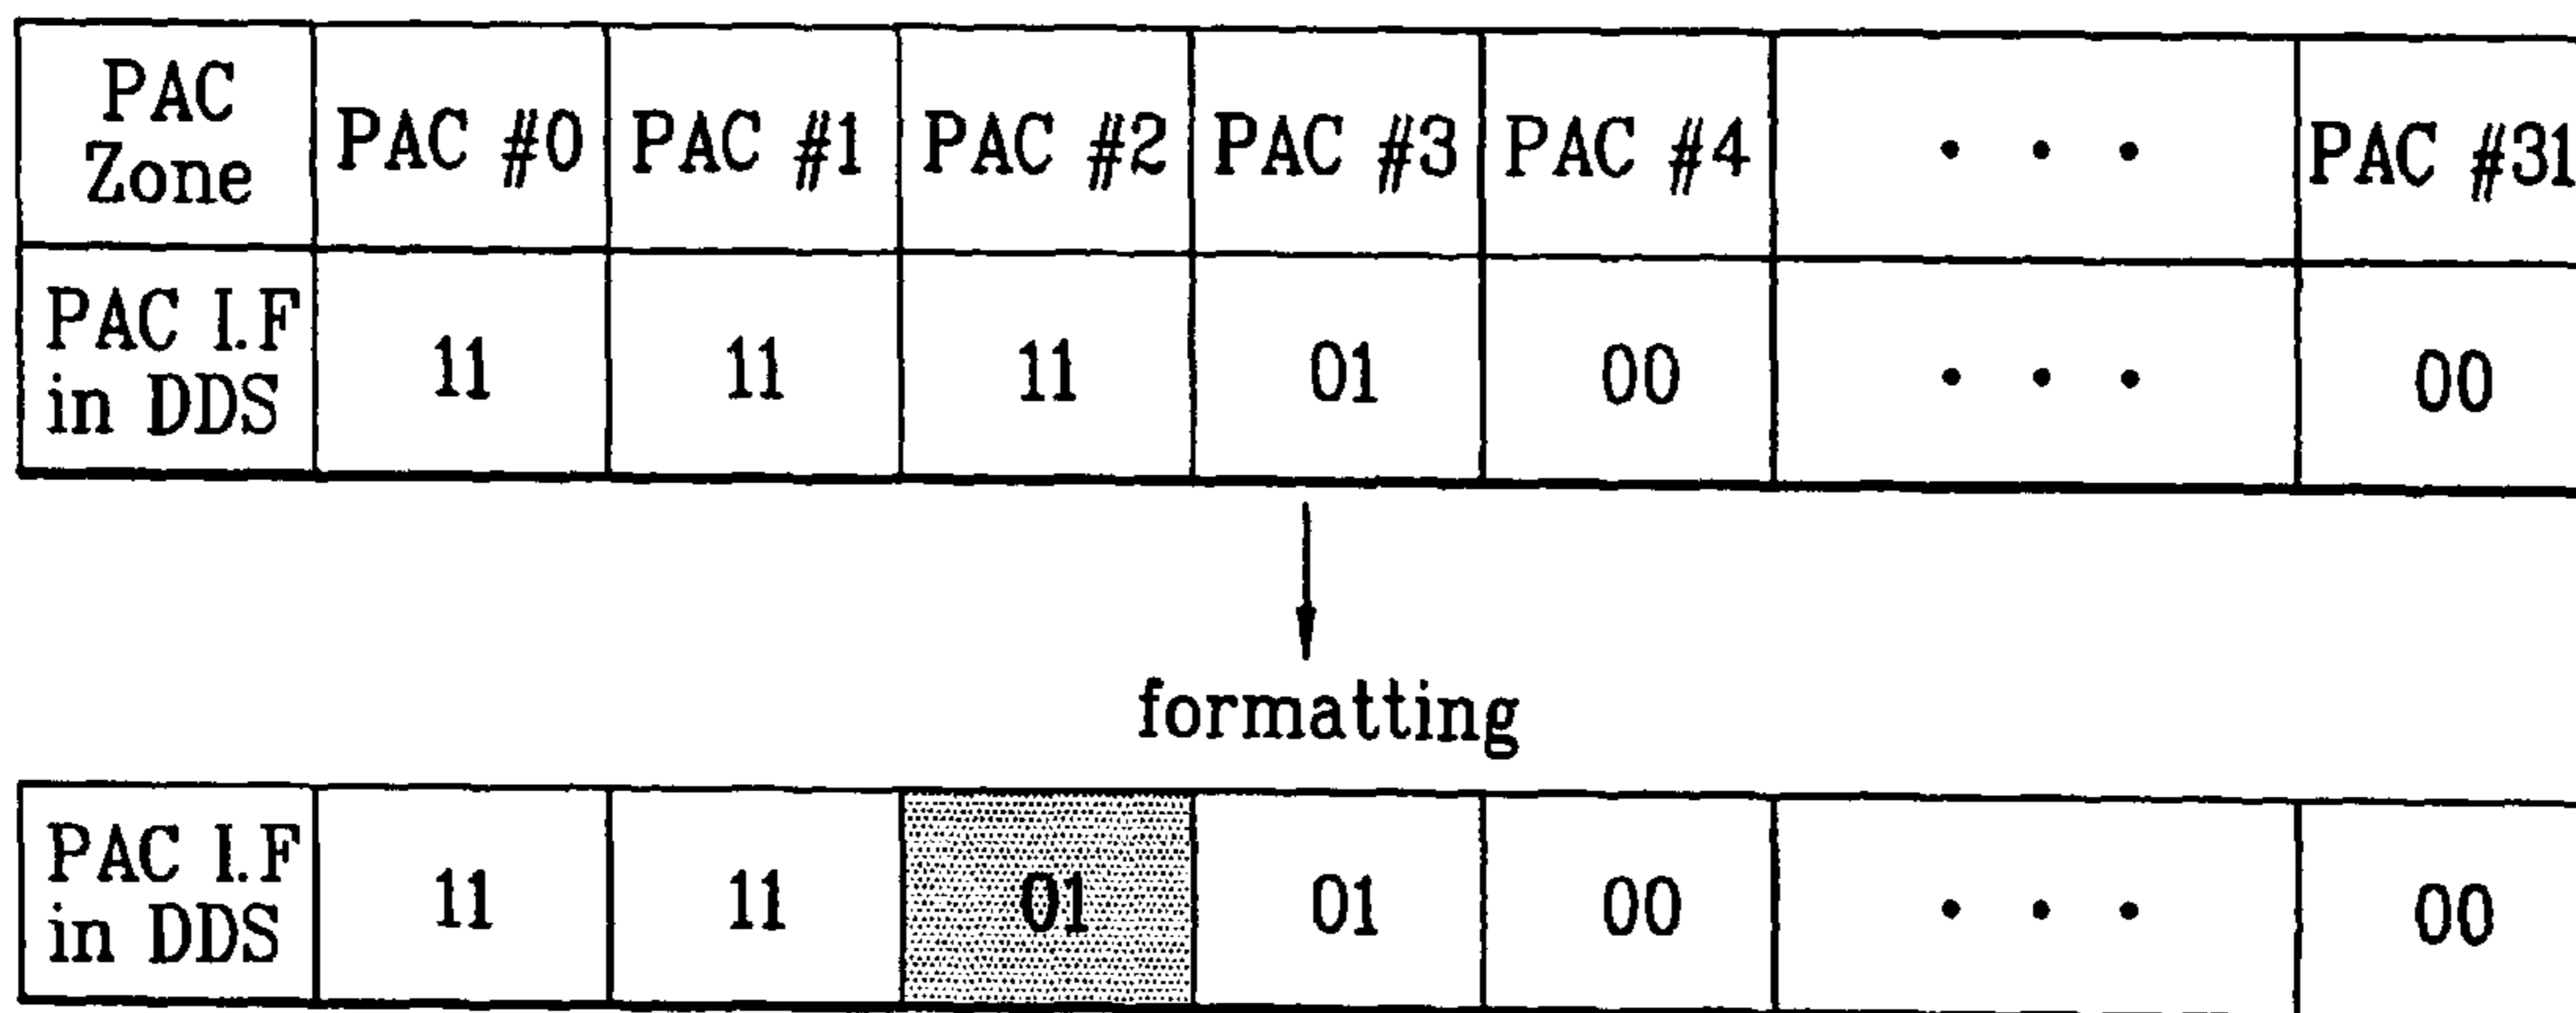 PAC Zone PAC #0 PAC #1 PAC #2 PAC #3 PAC #4 • • • PAC #31
PAC I.F in DDS 11 11 11 01 00 • • • 00
formatting
PAC I.F in DDS 11 11 01 01 00 • • • 00